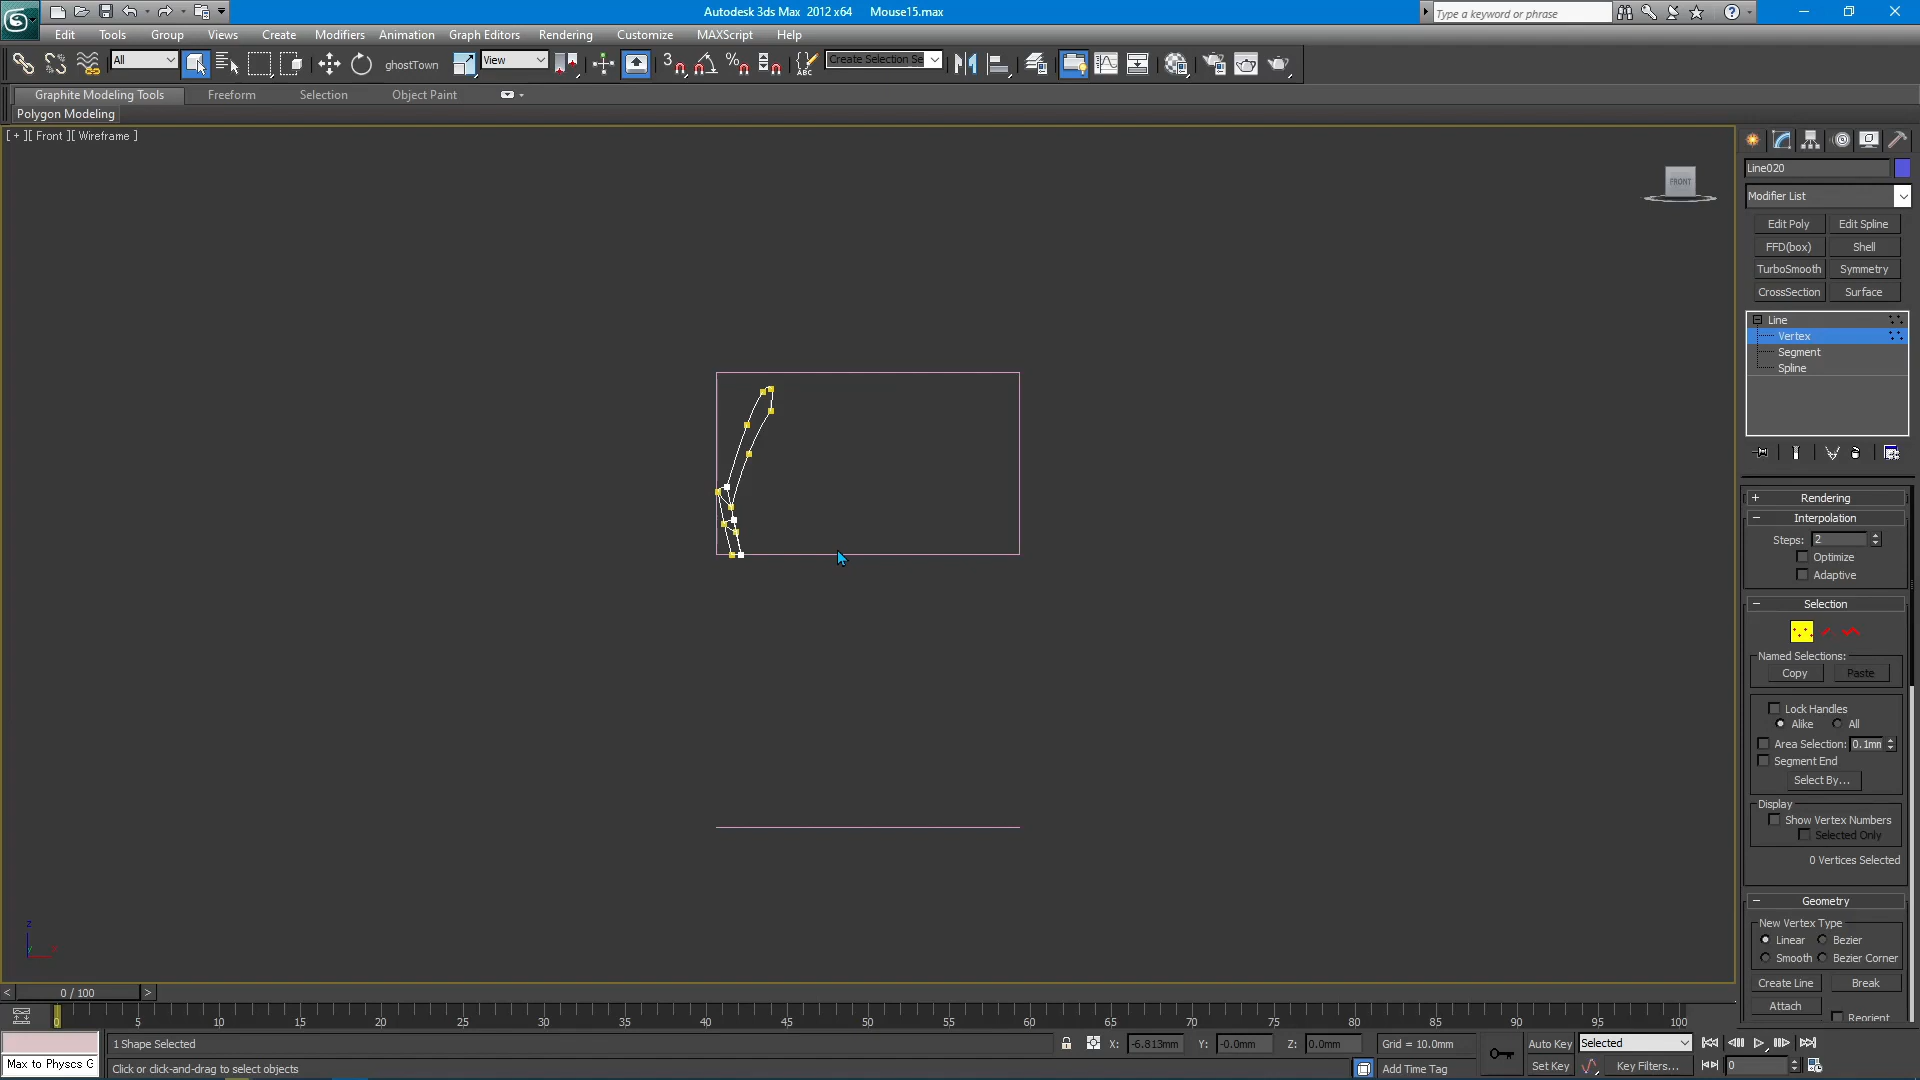 Autodesk 3ds Max 2012 x64 Mouse15.max
Type a keyword or phrase
Edit Tools Group Views Create Modifiers Animation Graph Editors Rendering Customize MAXScript Help
All
ghostTown
View
3
ABC
Create Selection Se
Graphite Modeling Tools Freeform Selection Object Paint
Polygon Modeling
[ + ][ Front ][ Wireframe ]
FRONT
Line020
Modifier List
Edit Poly Edit Spline
FFD(box) Shell
TurboSmooth Symmetry
CrossSection Surface
Line
Vertex
Segment
Spline
+ Rendering
- Interpolation
Steps: 2
Optimize
Adaptive
- Selection
Named Selections:
Copy Paste
Lock Handles
Alike All
Area Selection: 0.1mm
Segment End
Select By...
Display
Show Vertex Numbers
Selected Only
0 Vertices Selected
- Geometry
New Vertex Type
Linear Bezier
Smooth Bezier Corner
Create Line Break
Attach Reorient
z
y x
< 0 / 100 >
0 5 10 15 20 25 30 35 40 45 50 55 60 65 70 75 80 85 90 95 100
1 Shape Selected X: -6.813mm Y: -0.0mm Z: 0.0mm Grid = 10.0mm Auto Key Selected
Max to Physcs G Click or click-and-drag to select objects Add Time Tag Set Key Key Filters... 0